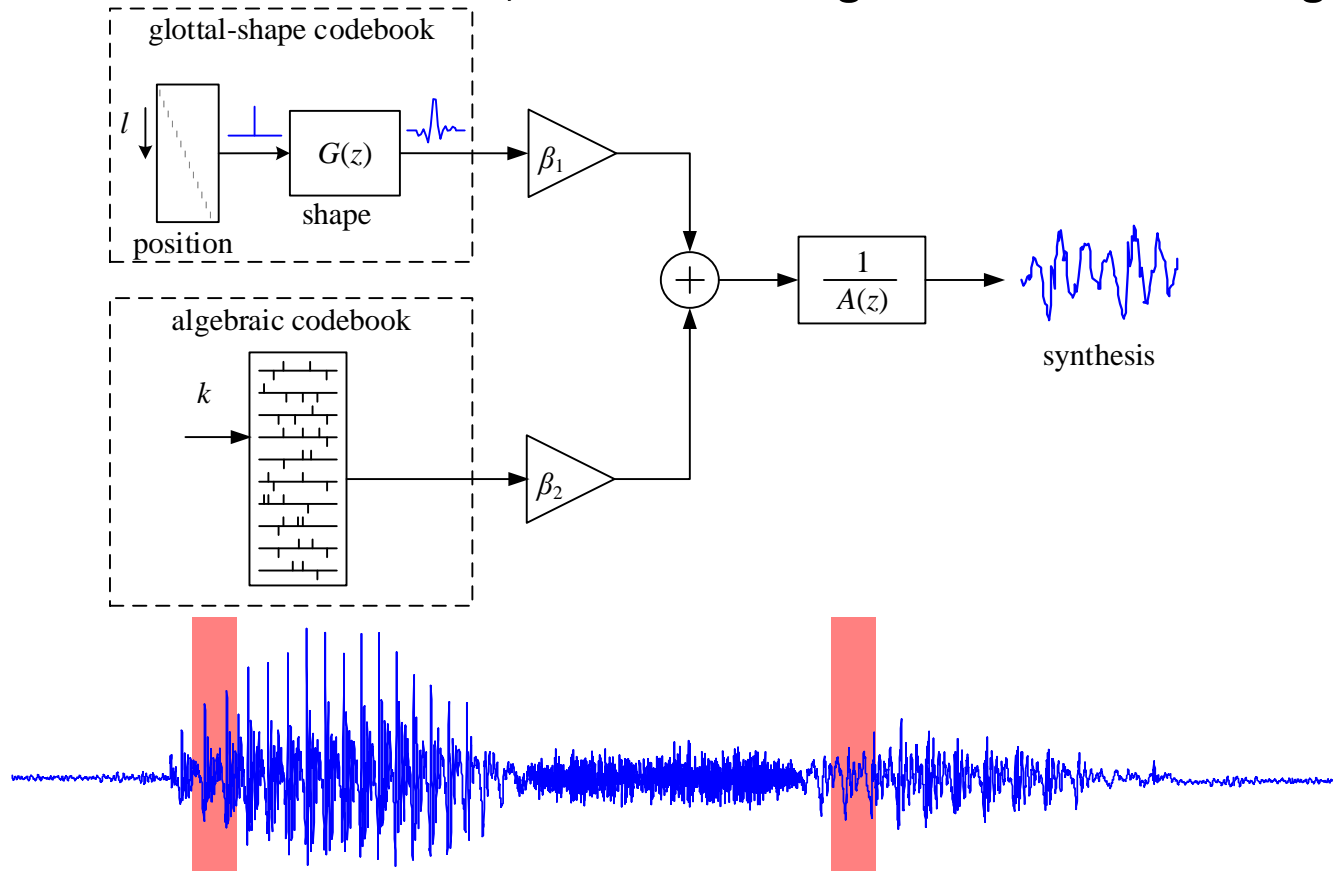 glottal-shape codebook
l
G(z)
shape
position
β₁
+
1
A(z)
synthesis
algebraic codebook
k
β₂